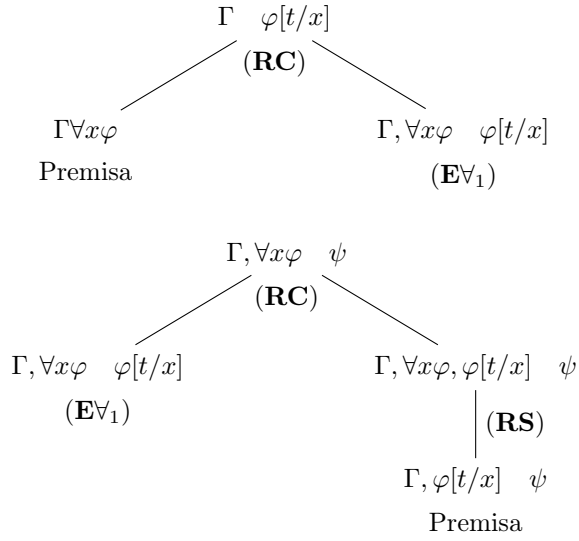 Γ φ[t/x]
(RC)
Γ∀xφ Γ, ∀xφ φ[t/x]
Premisa (E∀₁)
Γ, ∀xφ ψ
(RC)
Γ, ∀xφ φ[t/x] Γ, ∀xφ, φ[t/x] ψ
(E∀₁)
(RS)
Γ, φ[t/x] ψ
Premisa